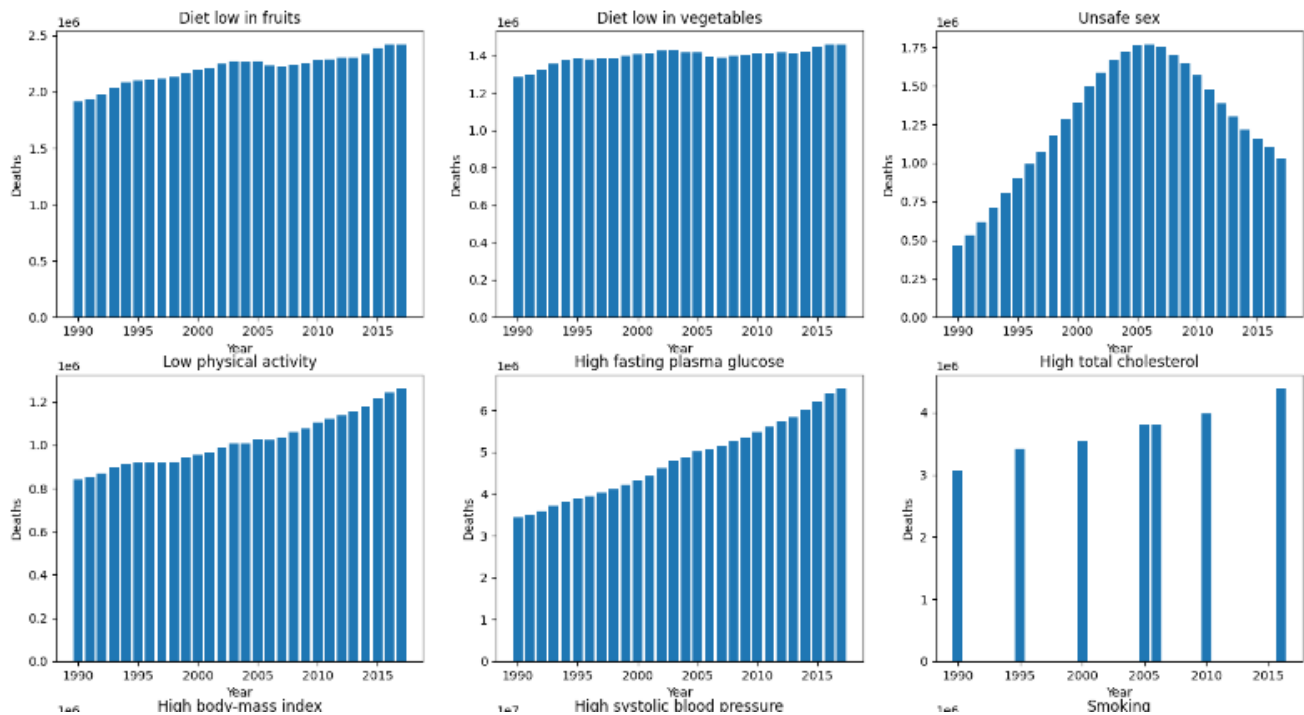 Diet low in fruits
1e6
2.5
2.0
1.5
1.0
0.5
0.0
Deaths
1990 1995 2000 2005 2010 2015
Year
Diet low in vegetables
1e6
1.4
1.2
1.0
0.8
0.6
0.4
0.2
0.0
Deaths
1990 1995 2000 2005 2010 2015
Year
Unsafe sex
1e6
1.75
1.50
1.25
1.00
0.75
0.50
0.25
0.00
Deaths
1990 1995 2000 2005 2010 2015
Year
Low physical activity
1e6
1.2
1.0
0.8
0.6
0.4
0.2
0.0
Deaths
1990 1995 2000 2005 2010 2015
Year
High fasting plasma glucose
1e6
6
5
4
3
2
1
0
Deaths
1990 1995 2000 2005 2010 2015
Year
High total cholesterol
1e6
4
3
2
1
0
Deaths
1990 1995 2000 2005 2010 2015
Year
High body-mass index
1e6
High systolic blood pressure
1e7
Smoking
1e6